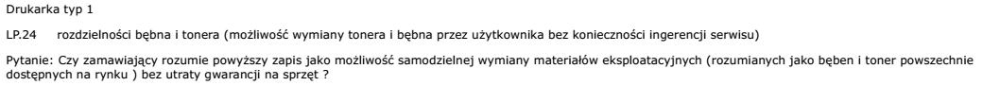 Drukarka typ 1
LP.24 rozdzielności bębna i tonera (możliwość wymiany tonera i bębna przez użytkownika bez konieczności ingerencji serwisu)
Pytanie: Czy zamawiający rozumie powyższy zapis jako możliwość samodzielnej wymiany materiałów eksploatacyjnych (rozumianych jako bęben i toner powszechnie
dostępnych na rynku ) bez utraty gwarancji na sprzęt ?